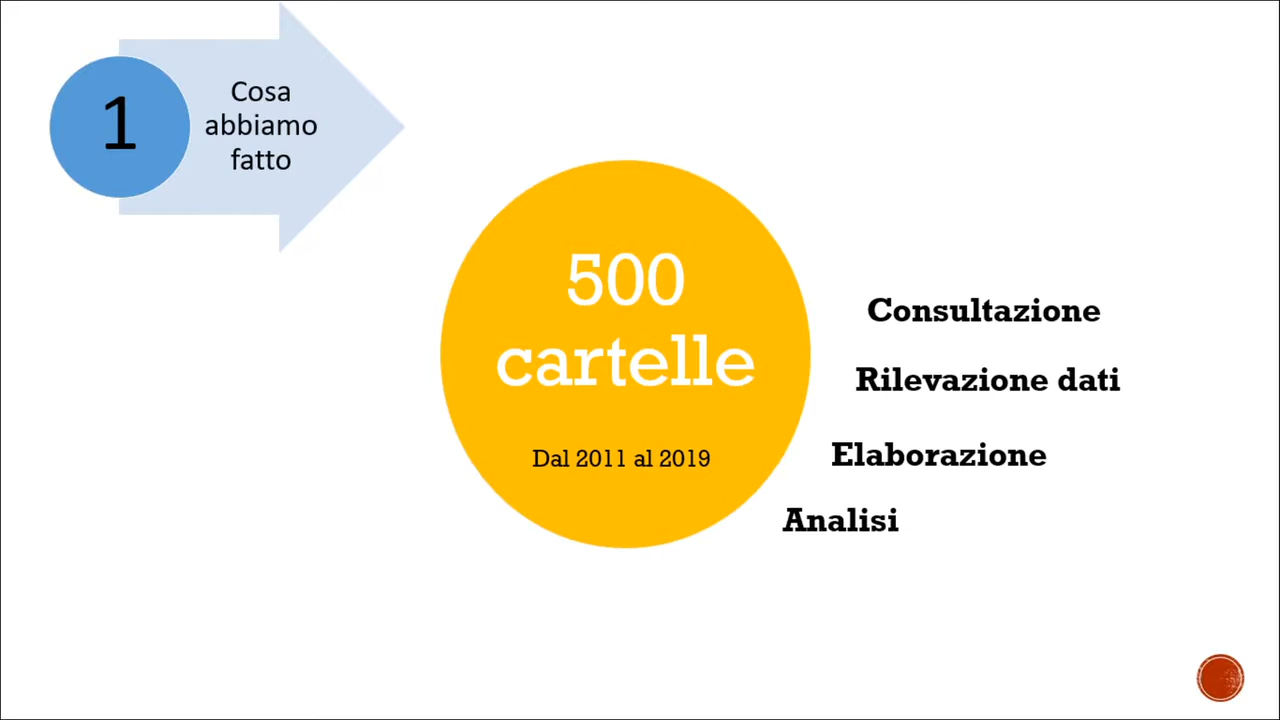 1
Cosa
abbiamo
fatto
500
cartelle
Dal 2011 al 2019
Consultazione
Rilevazione dati
Elaborazione
Analisi